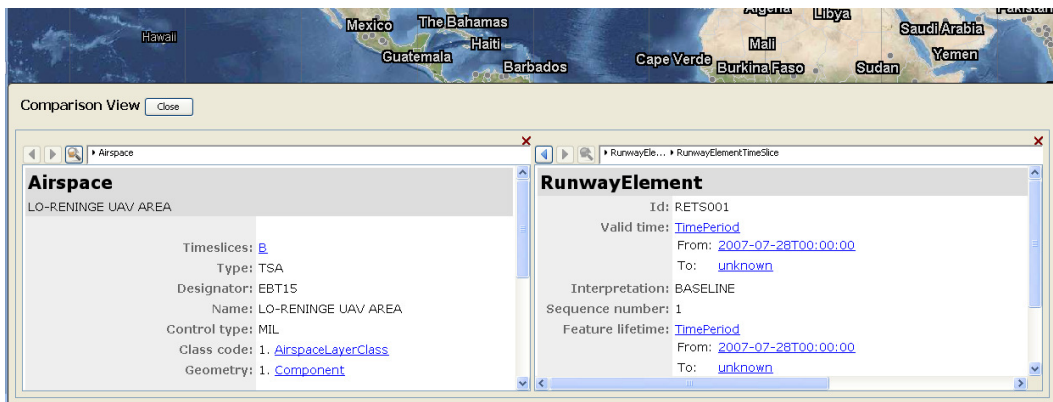 Algeria
Libya
Pakistan
Mexico
The Bahamas
Saudi Arabia
Hawaii
Haiti
Mali
Guatemala
Cape Verde
Yemen
Barbados
Burkina Faso
Sudan
Comparison View Close
Airspace
Airspace
LO-RENINGE UAV AREA
Timeslices: B
Type: TSA
Designator: EBT15
Name: LO-RENINGE UAV AREA
Control type: MIL
Class code: 1. AirspaceLayerClass
Geometry: 1. Component
RunwayEle... RunwayElementTimeSlice
RunwayElement
Id: RETS001
Valid time: TimePeriod
From: 2007-07-28T00:00:00
To: unknown
Interpretation: BASELINE
Sequence number: 1
Feature lifetime: TimePeriod
From: 2007-07-28T00:00:00
To: unknown